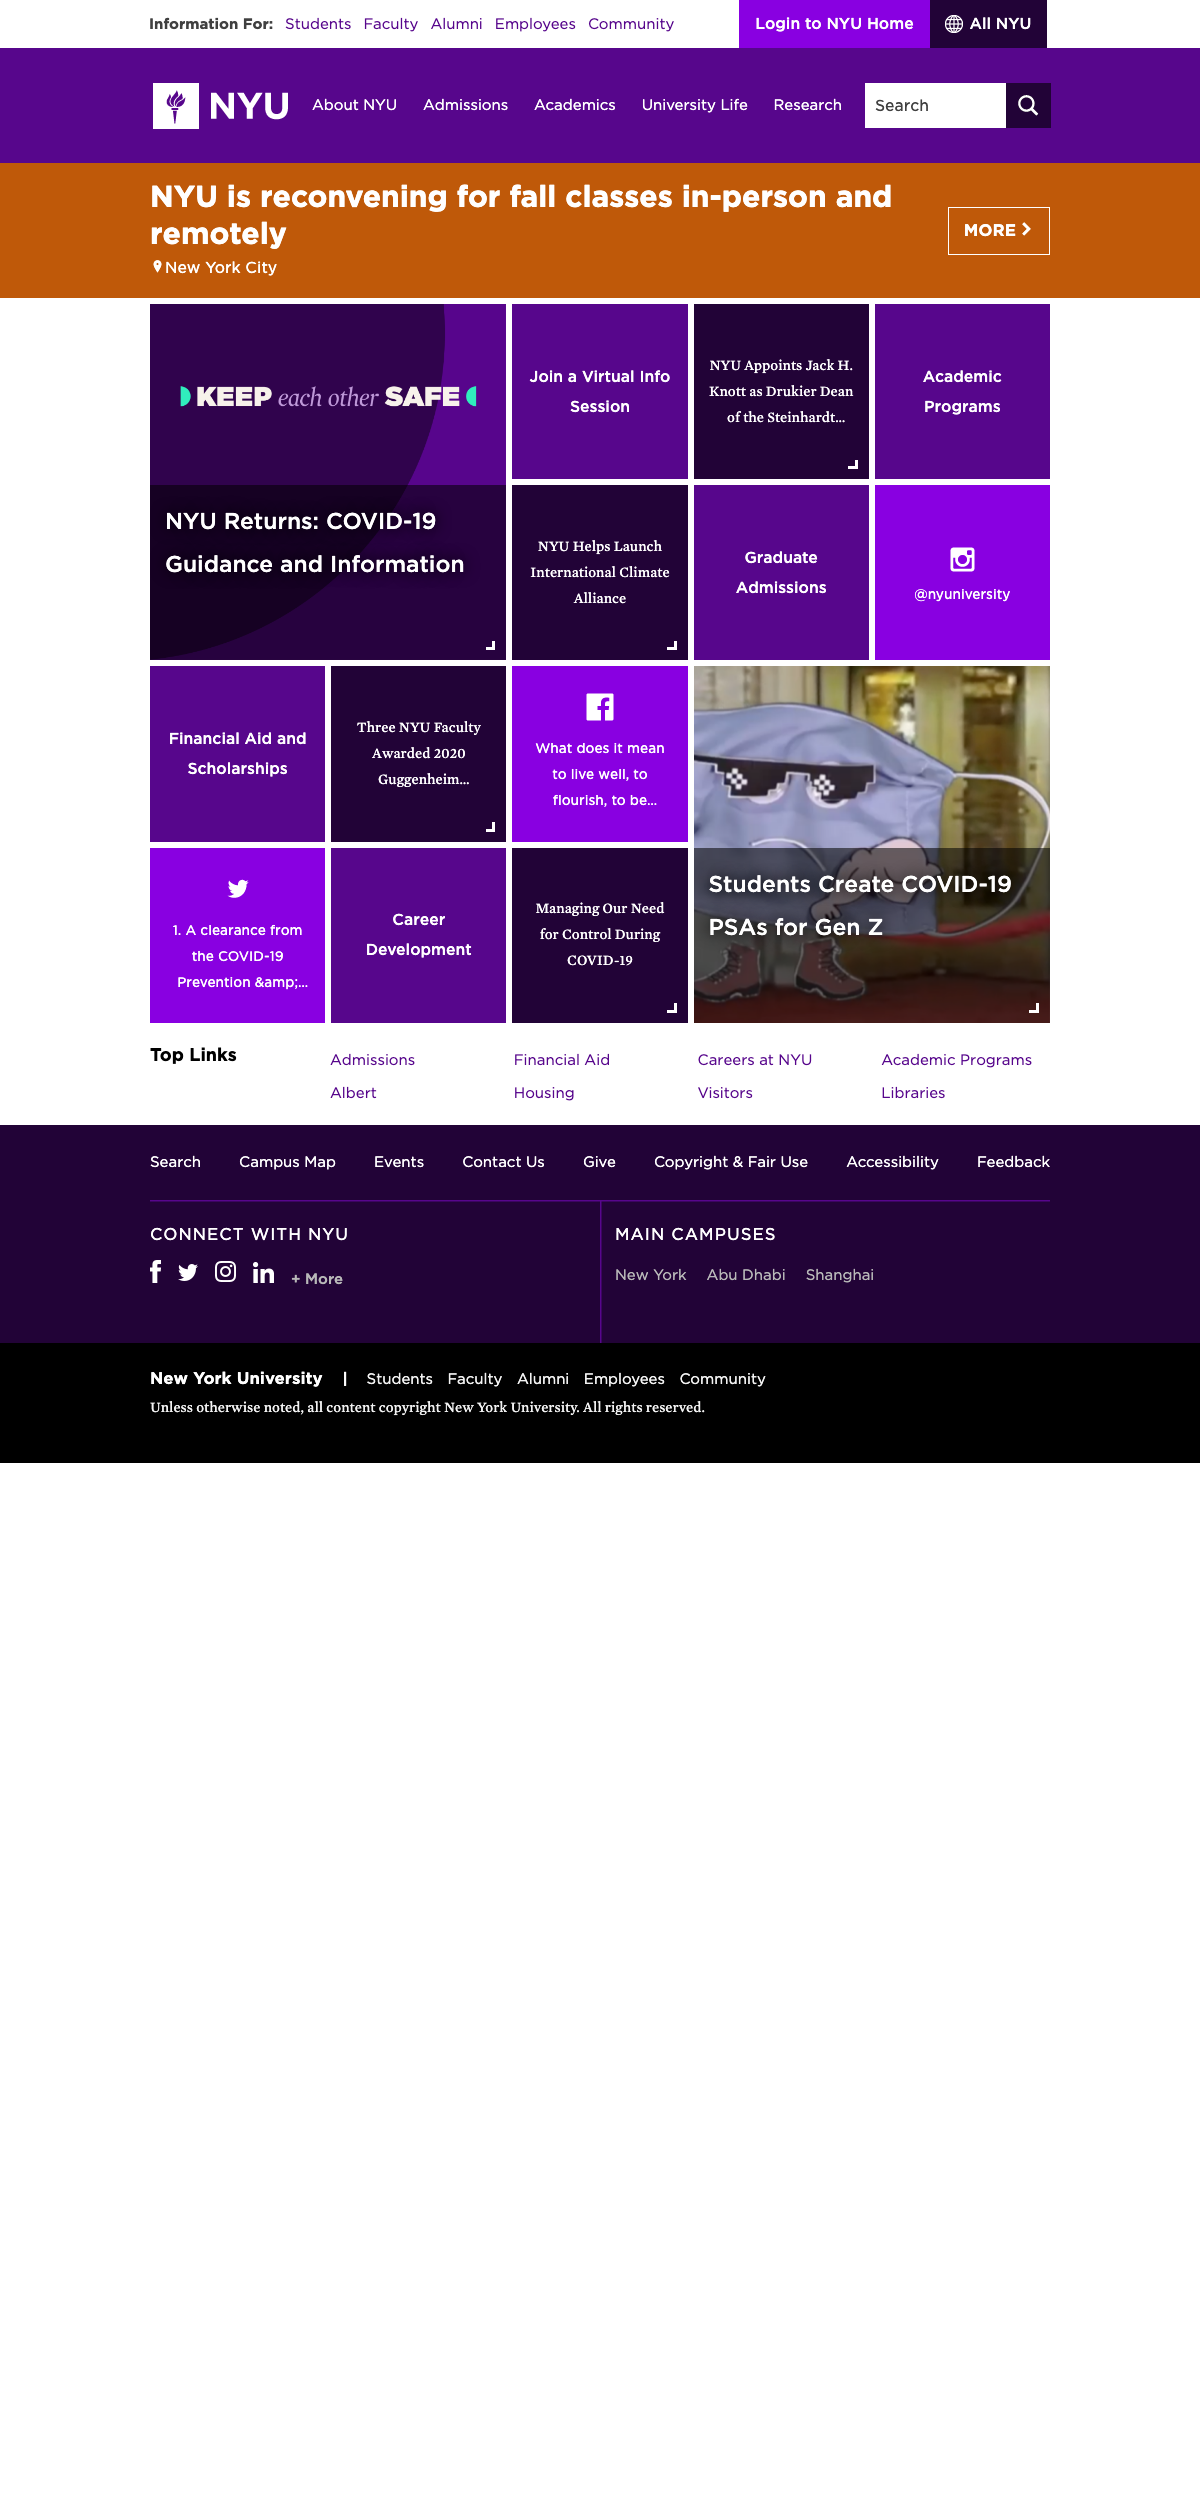 Information For: Students Faculty Alumni Employees Community
Login to NYU Home
All NYU
NYU
About NYU Admissions Academics University Life Research
Search
NYU is reconvening for fall classes in-person and
remotely
New York City
MORE
KEEP each other SAFE
NYU Returns: COVID-19
Guidance and Information
Join a Virtual Info
Session
NYU Appoints Jack H.
Knott as Drukier Dean
of the Steinhardt...
Academic
Programs
NYU Helps Launch
International Climate
Alliance
Graduate
Admissions
@nyuniversity
Financial Aid and
Scholarships
Three NYU Faculty
Awarded 2020
Guggenheim...
What does it mean
to live well, to
flourish, to be...
Students Create COVID-19
PSAs for Gen Z
1. A clearance from
the COVID-19
Prevention &amp;...
Career
Development
Managing Our Need
for Control During
COVID-19
Top Links
Admissions Financial Aid Careers at NYU Academic Programs
Albert Housing Visitors Libraries
Search Campus Map Events Contact Us Give Copyright & Fair Use Accessibility Feedback
CONNECT WITH NYU
+ More
MAIN CAMPUSES
New York Abu Dhabi Shanghai
New York University | Students Faculty Alumni Employees Community
Unless otherwise noted, all content copyright New York University. All rights reserved.